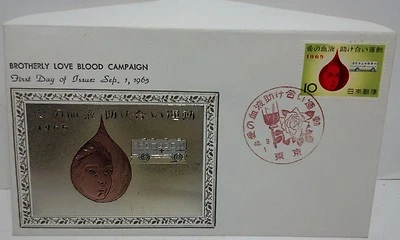 BROTHERLY LOVE BLOOD CAMPAIGN
First Day of Issue: Sep. 1, 1965
愛の血液 助け合い運動
1965
愛の血液 助け合い運動
1965
10
日本郵便
愛の血液助け合い運動
東京